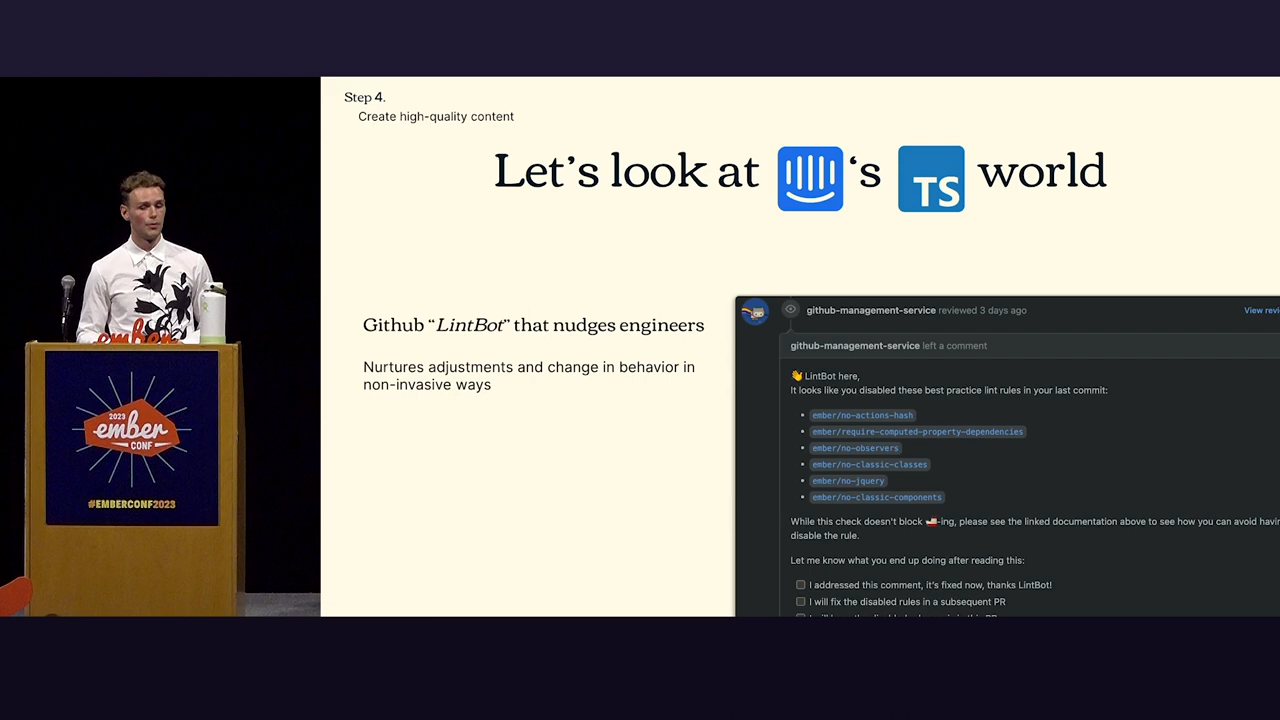 Step 4.
Create high-quality content
Let's look at 's TS world
Github "LintBot" that nudges engineers
Nurtures adjustments and change in behavior in
non-invasive ways
github-management-service reviewed 3 days ago
View revi
github-management-service left a comment
👋 LintBot here,
It looks like you disabled these best practice lint rules in your last commit:
• ember/no-actions-hash
• ember/require-computed-property-dependencies
• ember/no-observers
• ember/no-classic-classes
• ember/no-jquery
• ember/no-classic-components
While this check doesn't block 🚢-ing, please see the linked documentation above to see how you can avoid havin
disable the rule.
Let me know what you end up doing after reading this:
I addressed this comment, it's fixed now, thanks LintBot!
I will fix the disabled rules in a subsequent PR
ember
2023
ember
CONF
#EMBERCONF2023